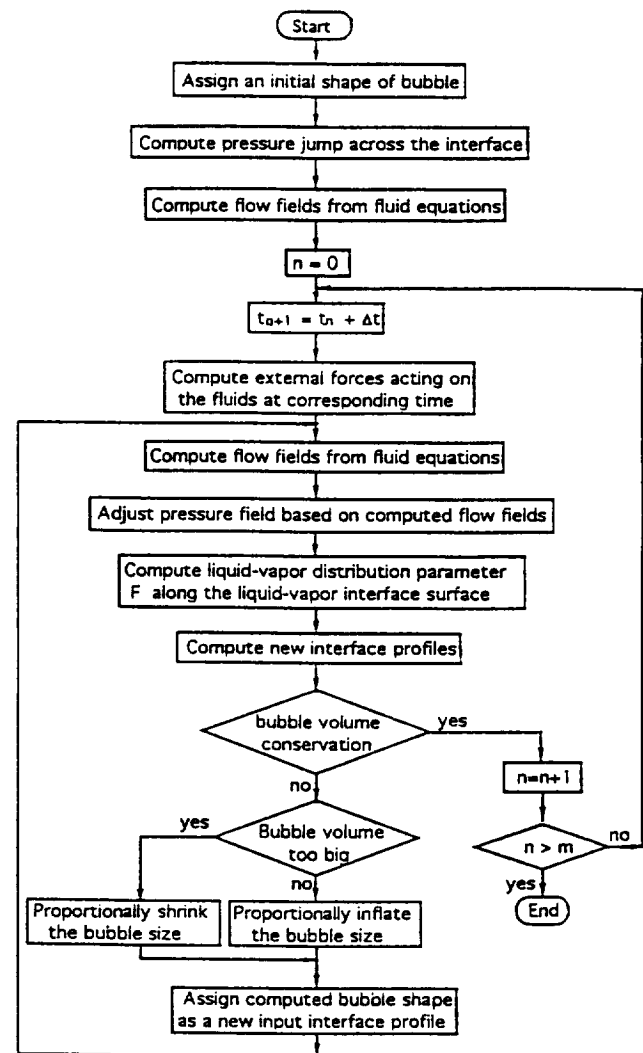 Start
Assign an initial shape of bubble
Compute pressure jump across the interface
Compute flow fields from fluid equations
n = 0
tn+1 = tn + Δt
Compute external forces acting on
the fluids at corresponding time
Compute flow fields from fluid equations
Adjust pressure field based on computed flow fields
Compute liquid-vapor distribution parameter
F along the liquid-vapor interface surface
Compute new interface profiles
bubble volume
conservation
yes
n=n+1
no
yes
Bubble volume
too big
n > m
no
no
yes
End
Proportionally shrink
the bubble size
Proportionally inflate
the bubble size
Assign computed bubble shape
as a new input interface profile